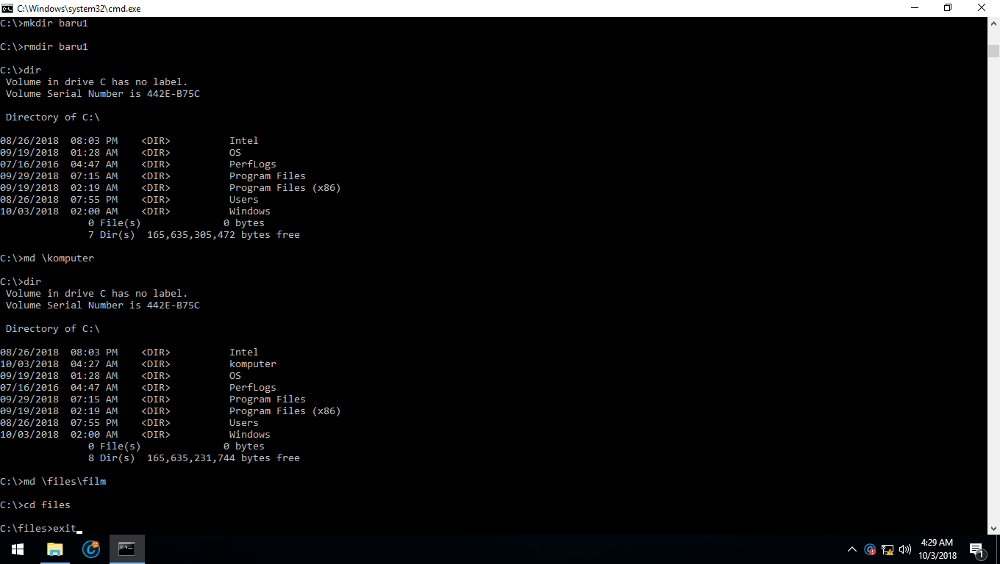 C:\Windows\system32\cmd.exe
C:\>mkdir baru1
C:\>rmdir baru1
C:\>dir
Volume in drive C has no label.
Volume Serial Number is 442E-B75C
Directory of C:\
08/26/2018 08:03 PM <DIR> Intel
09/19/2018 01:28 AM <DIR> OS
07/16/2016 04:47 AM <DIR> PerfLogs
09/29/2018 07:15 AM <DIR> Program Files
09/19/2018 02:19 AM <DIR> Program Files (x86)
08/26/2018 07:55 PM <DIR> Users
10/03/2018 02:00 AM <DIR> Windows
0 File(s) 0 bytes
7 Dir(s) 165,635,305,472 bytes free
C:\>md \komputer
C:\>dir
Volume in drive C has no label.
Volume Serial Number is 442E-B75C
Directory of C:\
08/26/2018 08:03 PM <DIR> Intel
10/03/2018 04:27 AM <DIR> komputer
09/19/2018 01:28 AM <DIR> OS
07/16/2016 04:47 AM <DIR> PerfLogs
09/29/2018 07:15 AM <DIR> Program Files
09/19/2018 02:19 AM <DIR> Program Files (x86)
08/26/2018 07:55 PM <DIR> Users
10/03/2018 02:00 AM <DIR> Windows
0 File(s) 0 bytes
8 Dir(s) 165,635,231,744 bytes free
C:\>md \files\film
C:\>cd files
C:\files>exit
4:29 AM
10/3/2018
1